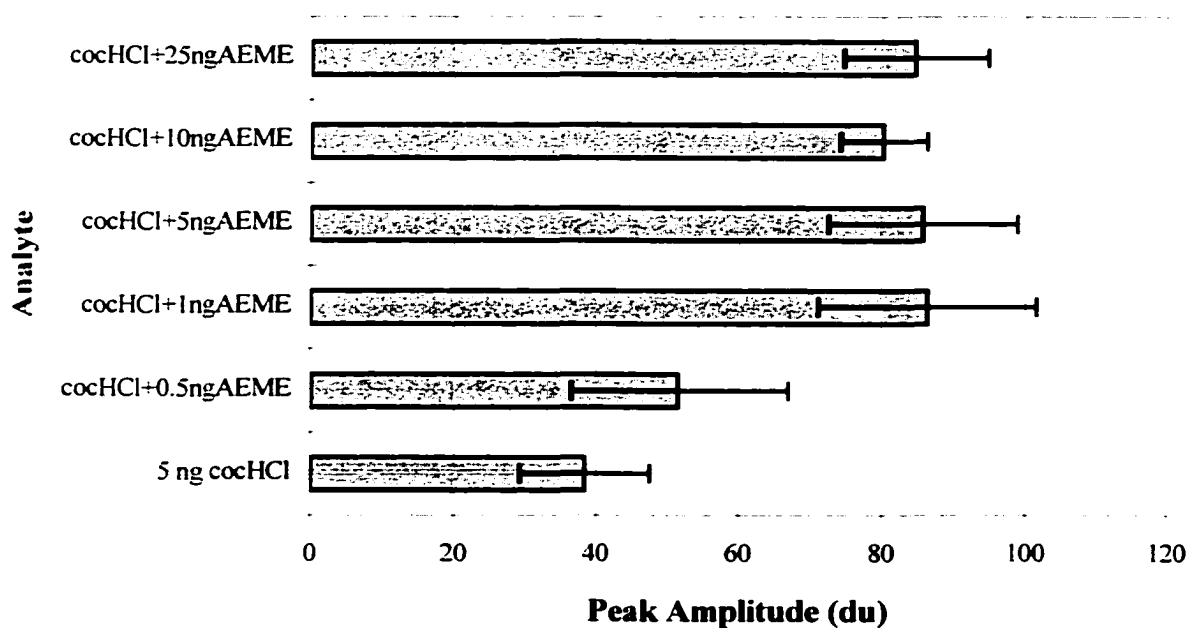 cocHCl+25ngAEME
cocHCl+10ngAEME
cocHCl+5ngAEME
cocHCl+1ngAEME
cocHCl+0.5ngAEME
5 ng cocHCl
Analyte
0 20 40 60 80 100 120
Peak Amplitude (du)